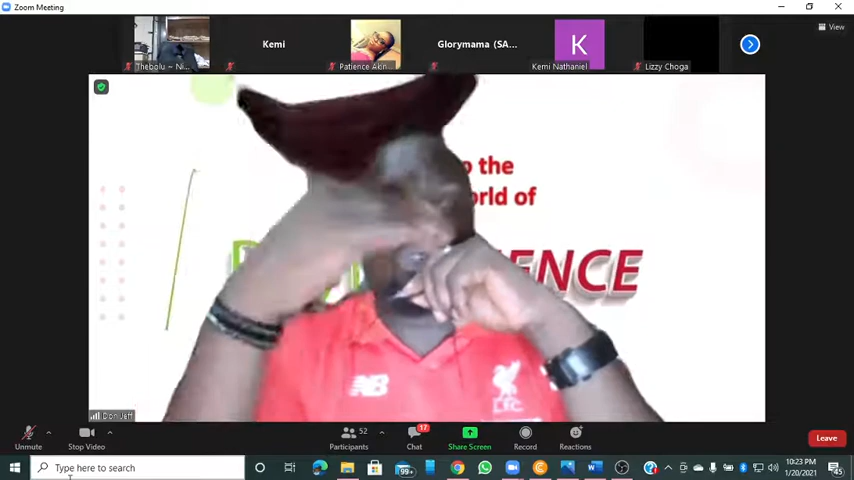 Zoom Meeting
View
Kemi
Glorymama (SA...
K
Thebolu – Ni...
Patience Akin...
Kemi Nathaniel
Lizzy Choga
the
orld of
ENCE
NB
LFC
Don Jeff
52
17
Unmute
Stop Video
Participants
Chat
Share Screen
Record
Reactions
Leave
Type here to search
99+
10:23 PM
1/20/2021
45